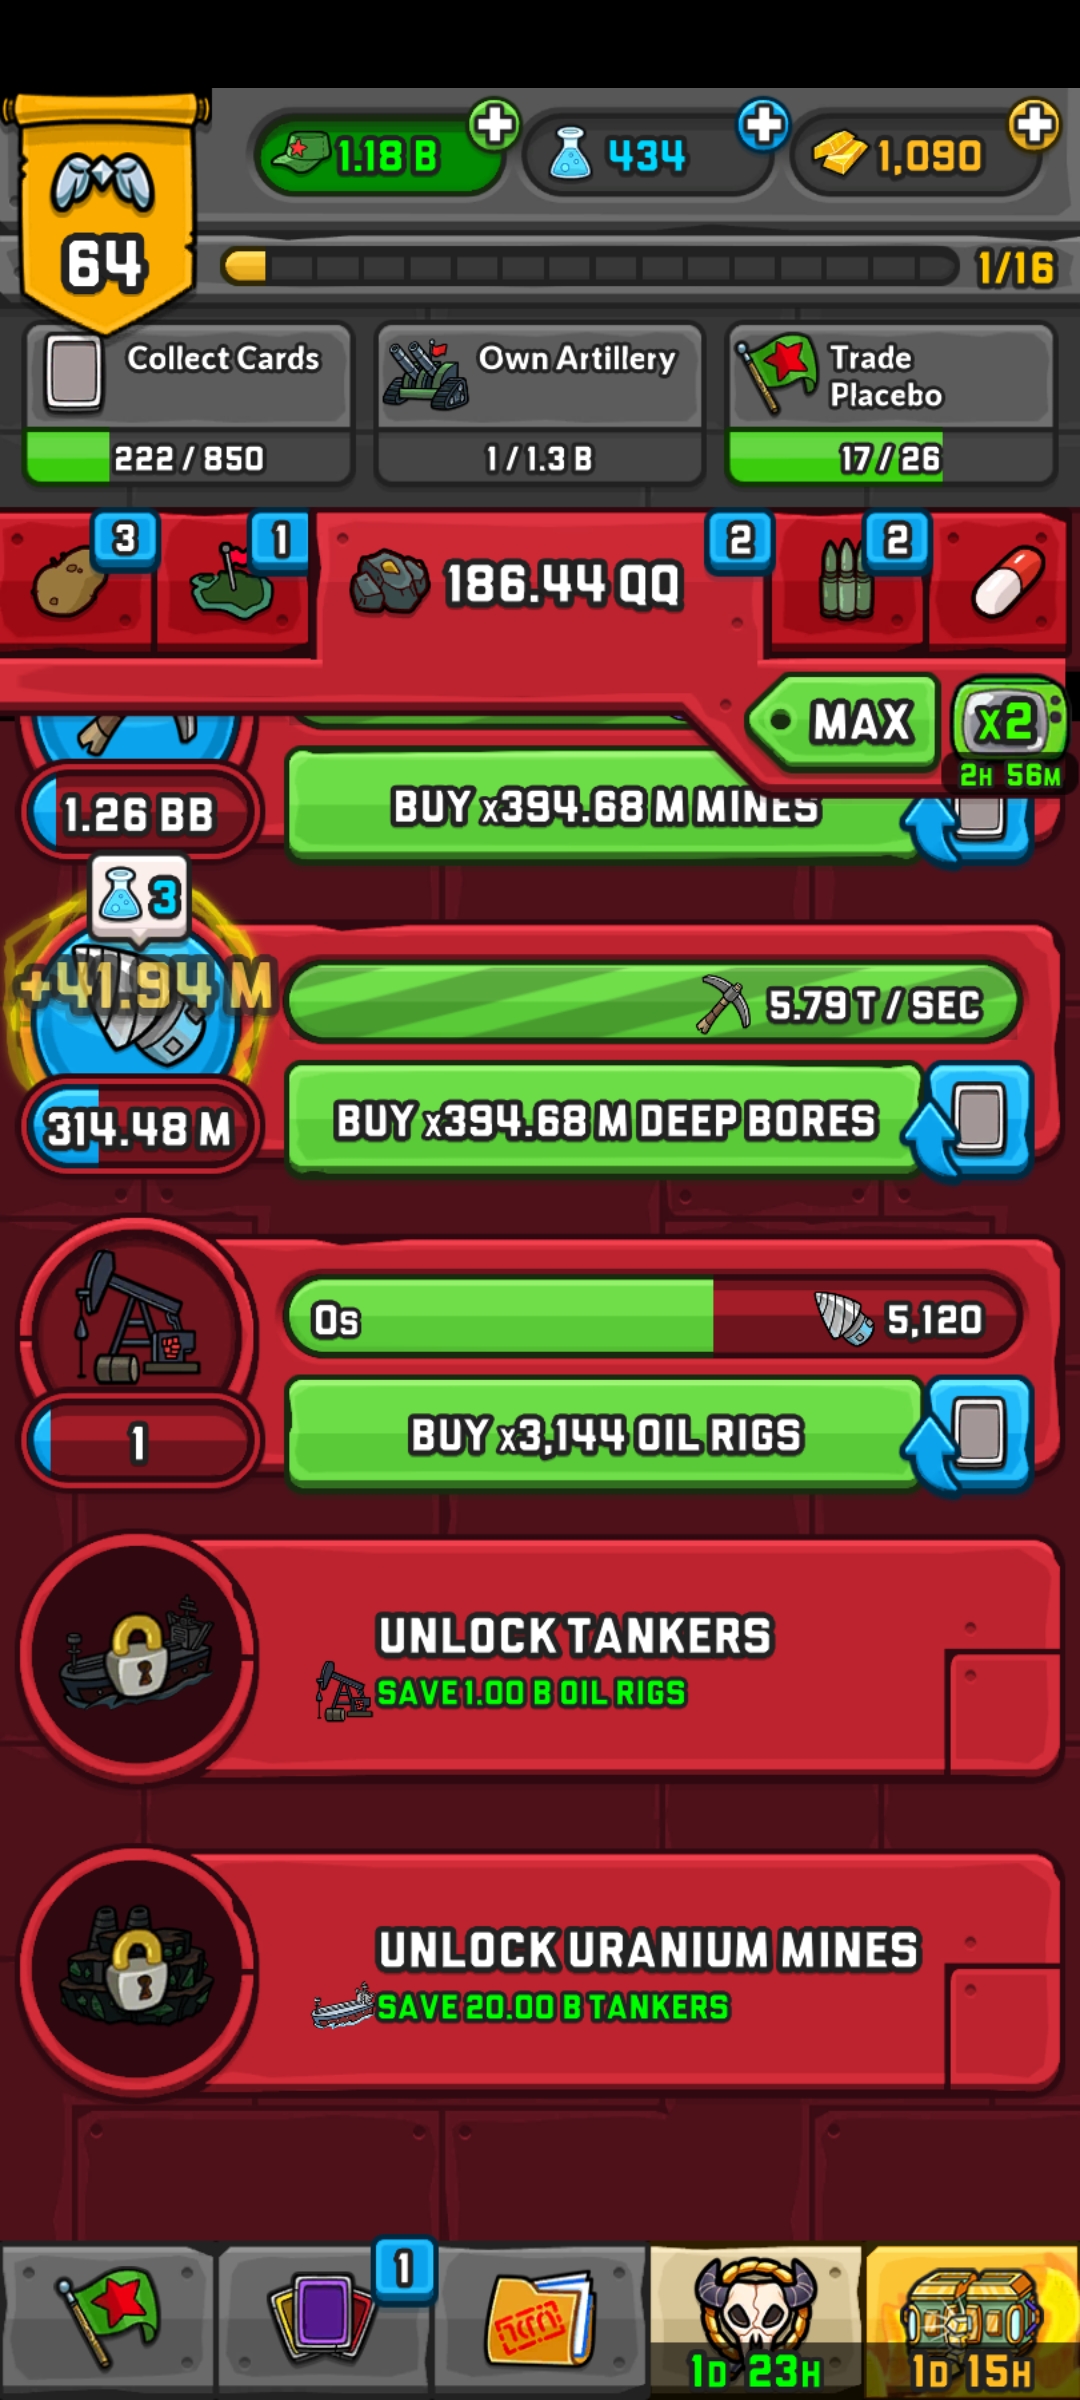 64
1.18 B
434
1,090
1/16
Collect Cards
222 / 850
Own Artillery
1 / 1.3 B
Trade
Placebo
17 / 26
3
1
186.44 QQ
2
2
MAX
x2
2H 56M
1.26 BB
BUY x394.68 M MINES
3
+41.94 M
5.79 T / SEC
314.48 M
BUY x394.68 M DEEP BORES
0s
5,120
1
BUY x3,144 OIL RIGS
UNLOCK TANKERS
SAVE 1.00 B OIL RIGS
UNLOCK URANIUM MINES
SAVE 20.00 B TANKERS
1
1D 23H
1D 15H